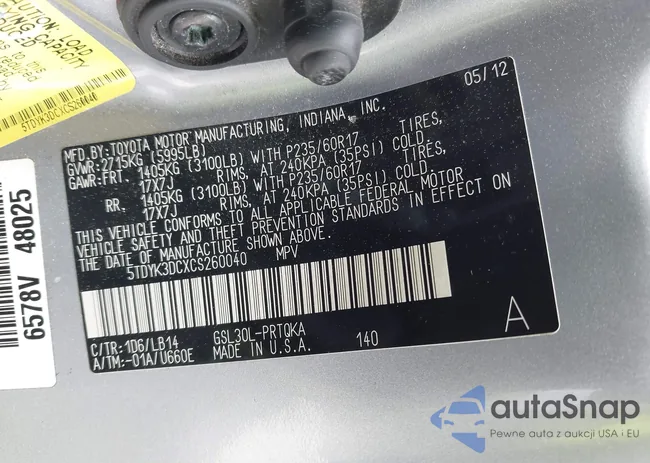 CAUTION, LOAD
CAPACITY
5TDYK3DCXCS260040
6578V 48025
05/12
MFD.BY:TOYOTA MOTOR MANUFACTURING, INDIANA, INC.
GVWR:2715KG (5995LB)
GAWR:FRT. 1405KG (3100LB) WITH P235/60R17 TIRES,
17X7J RIMS, AT 240KPA (35PSI) COLD,
RR. 1405KG (3100LB) WITH P235/60R17 TIRES,
17X7J RIMS, AT 240KPA (35PSI) COLD.
THIS VEHICLE CONFORMS TO ALL APPLICABLE FEDERAL MOTOR
VEHICLE SAFETY AND THEFT PREVENTION STANDARDS IN EFFECT ON
THE DATE OF MANUFACTURE SHOWN ABOVE.
5TDYK3DCXCS260040 MPV
C/TR:1D6/LB14 GSL30L-PRTQKA A
A/TM:-01A/U660E MADE IN U.S.A. 140
autaSnap
Pewne auta z aukcji USA i EU